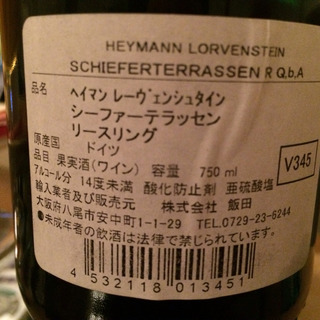 HEYMANN LORVENSTEIN
SCHIEFERTERRASSEN R Q.b.A
品名 ヘイマン レーヴェンシュタイン
シーファーテラッセン
リースリング
原産国 ドイツ
品目 果実酒(ワイン) 容量 750 ml
アルコール分 14度未満 酸化防止剤 亜硫酸塩
輸入業者及び販売元 株式会社 飯田
大阪府八尾市安中町1-1-29 TEL.0729-23-6244
●未成年者の飲酒は法律で禁じられています。
V345
4 532118 013451